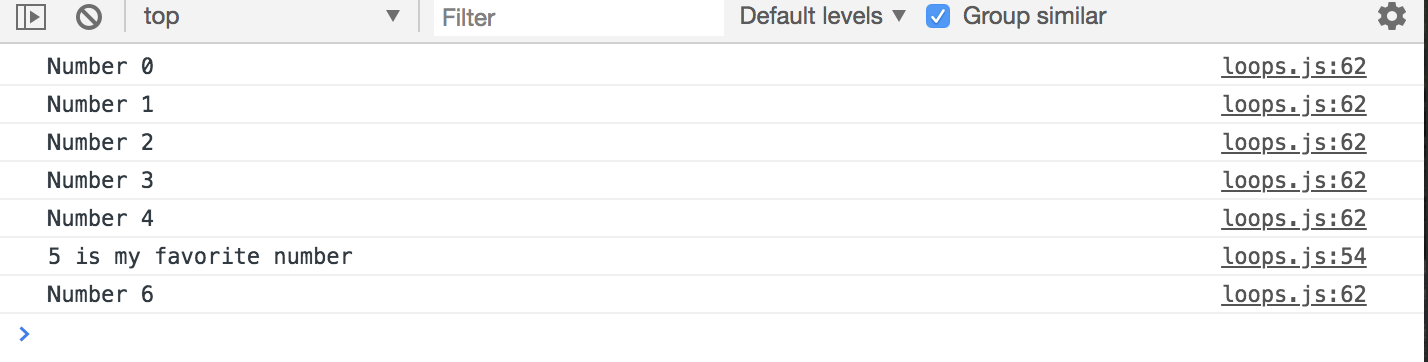 top Filter Default levels Group similar
Number 0 loops.js:62
Number 1 loops.js:62
Number 2 loops.js:62
Number 3 loops.js:62
Number 4 loops.js:62
5 is my favorite number loops.js:54
Number 6 loops.js:62